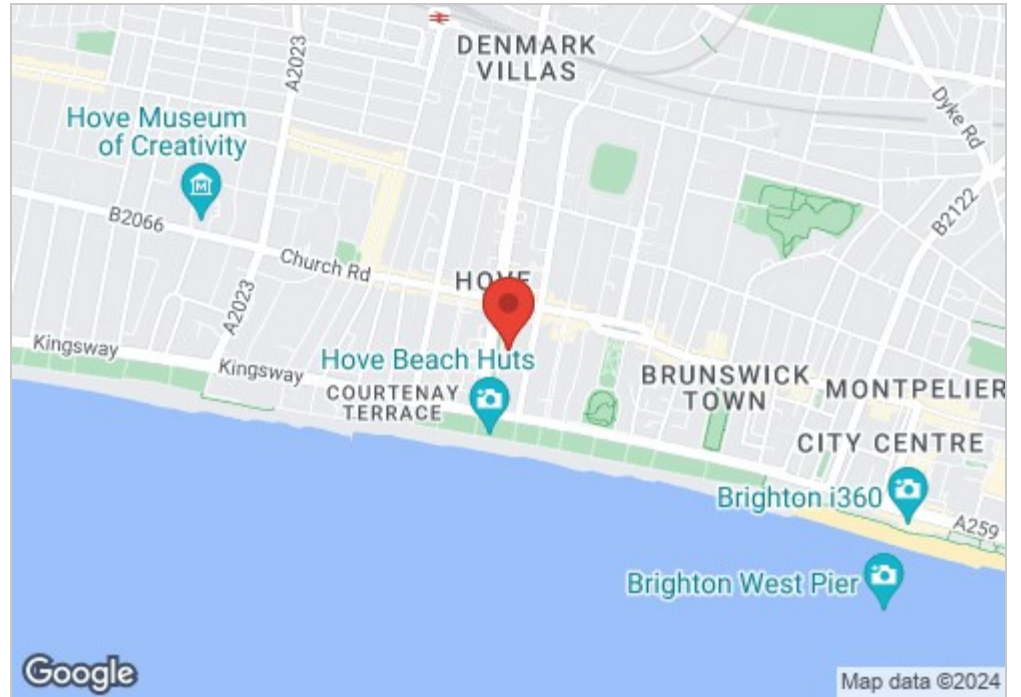 DENMARK
VILLAS
A2023
Dyke Rd
Hove Museum
of Creativity
B2066
B2122
Church Rd
HOVE
A2023
Kingsway
Kingsway
Hove Beach Huts
COURTENAY
TERRACE
BRUNSWICK
TOWN
MONTPELIER
CITY CENTRE
Brighton i360
A259
Brighton West Pier
Google
Map data ©2024